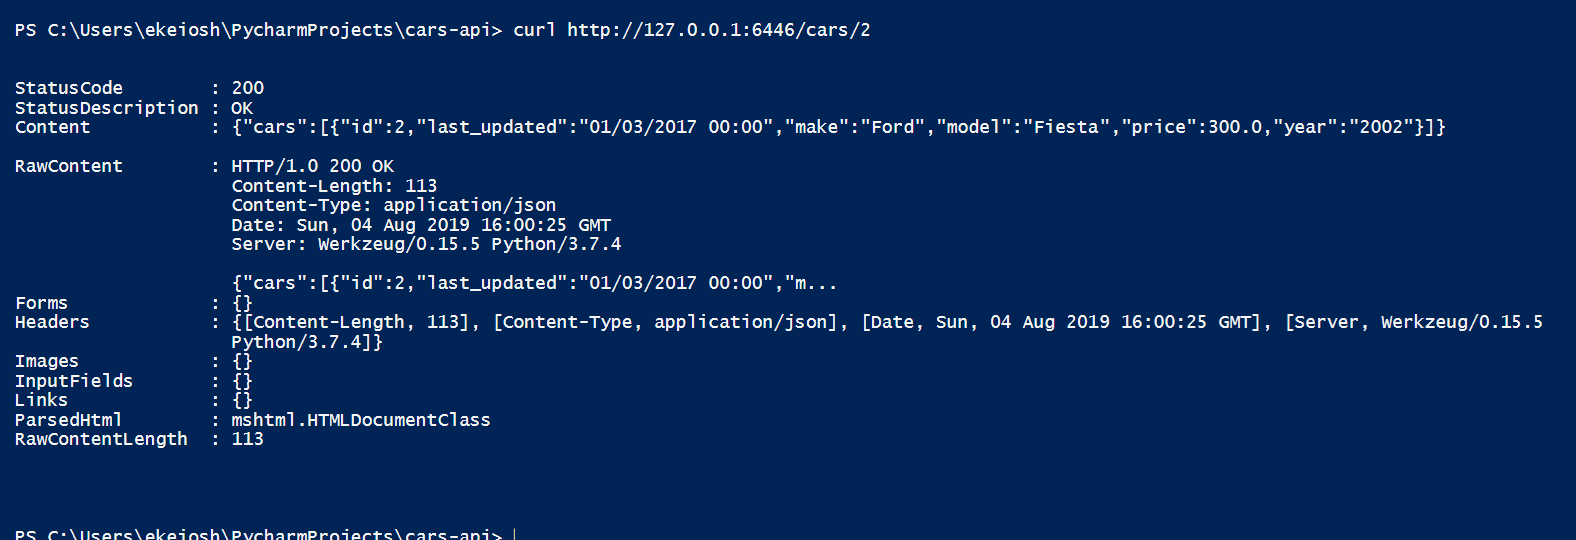 PS C:\Users\ekeiosh\PycharmProjects\cars-api> curl http://127.0.0.1:6446/cars/2
StatusCode        : 200
StatusDescription : OK
Content           : {"cars":[{"id":2,"last_updated":"01/03/2017 00:00","make":"Ford","model":"Fiesta","price":300.0,"year":"2002"}]}
RawContent        : HTTP/1.0 200 OK
                    Content-Length: 113
                    Content-Type: application/json
                    Date: Sun, 04 Aug 2019 16:00:25 GMT
                    Server: Werkzeug/0.15.5 Python/3.7.4
                    {"cars":[{"id":2,"last_updated":"01/03/2017 00:00","m...
Forms             : {}
Headers           : {[Content-Length, 113], [Content-Type, application/json], [Date, Sun, 04 Aug 2019 16:00:25 GMT], [Server, Werkzeug/0.15.5
                    Python/3.7.4]}
Images            : {}
InputFields       : {}
Links             : {}
ParsedHtml        : mshtml.HTMLDocumentClass
RawContentLength  : 113
PS C:\Users\ekeiosh\PycharmProjects\cars-api>